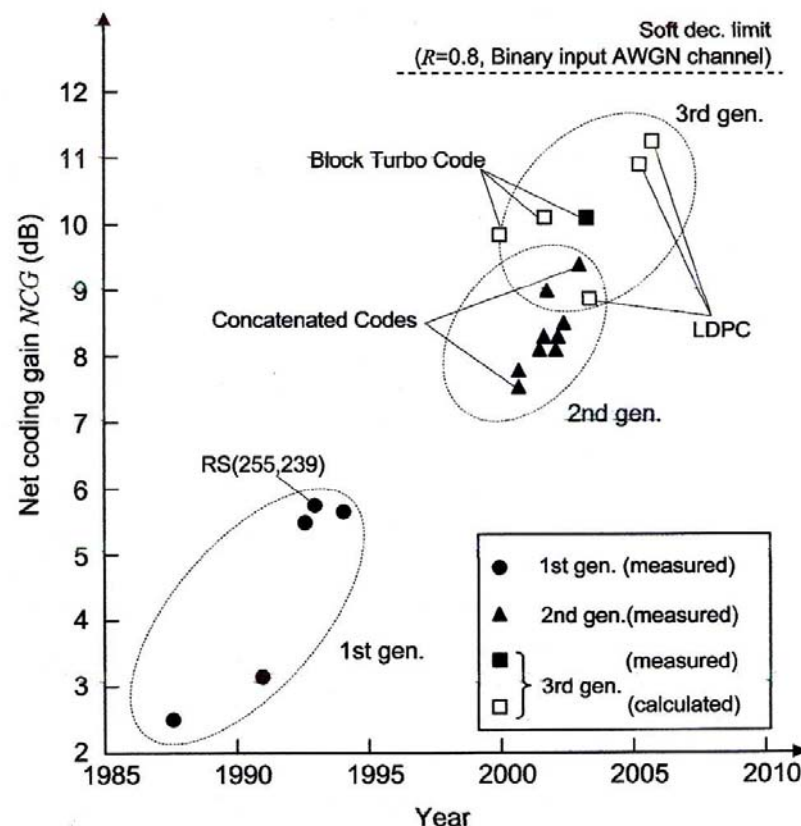 Soft dec. limit
(R=0.8, Binary input AWGN channel)
3rd gen.
Block Turbo Code
Concatenated Codes
LDPC
2nd gen.
RS(255,239)
1st gen.
1st gen. (measured)
2nd gen.(measured)
(measured)
3rd gen.
(calculated)
Net coding gain NCG (dB)
12
11
10
9
8
7
6
5
4
3
2
1985
1990
1995
2000
2005
2010
Year